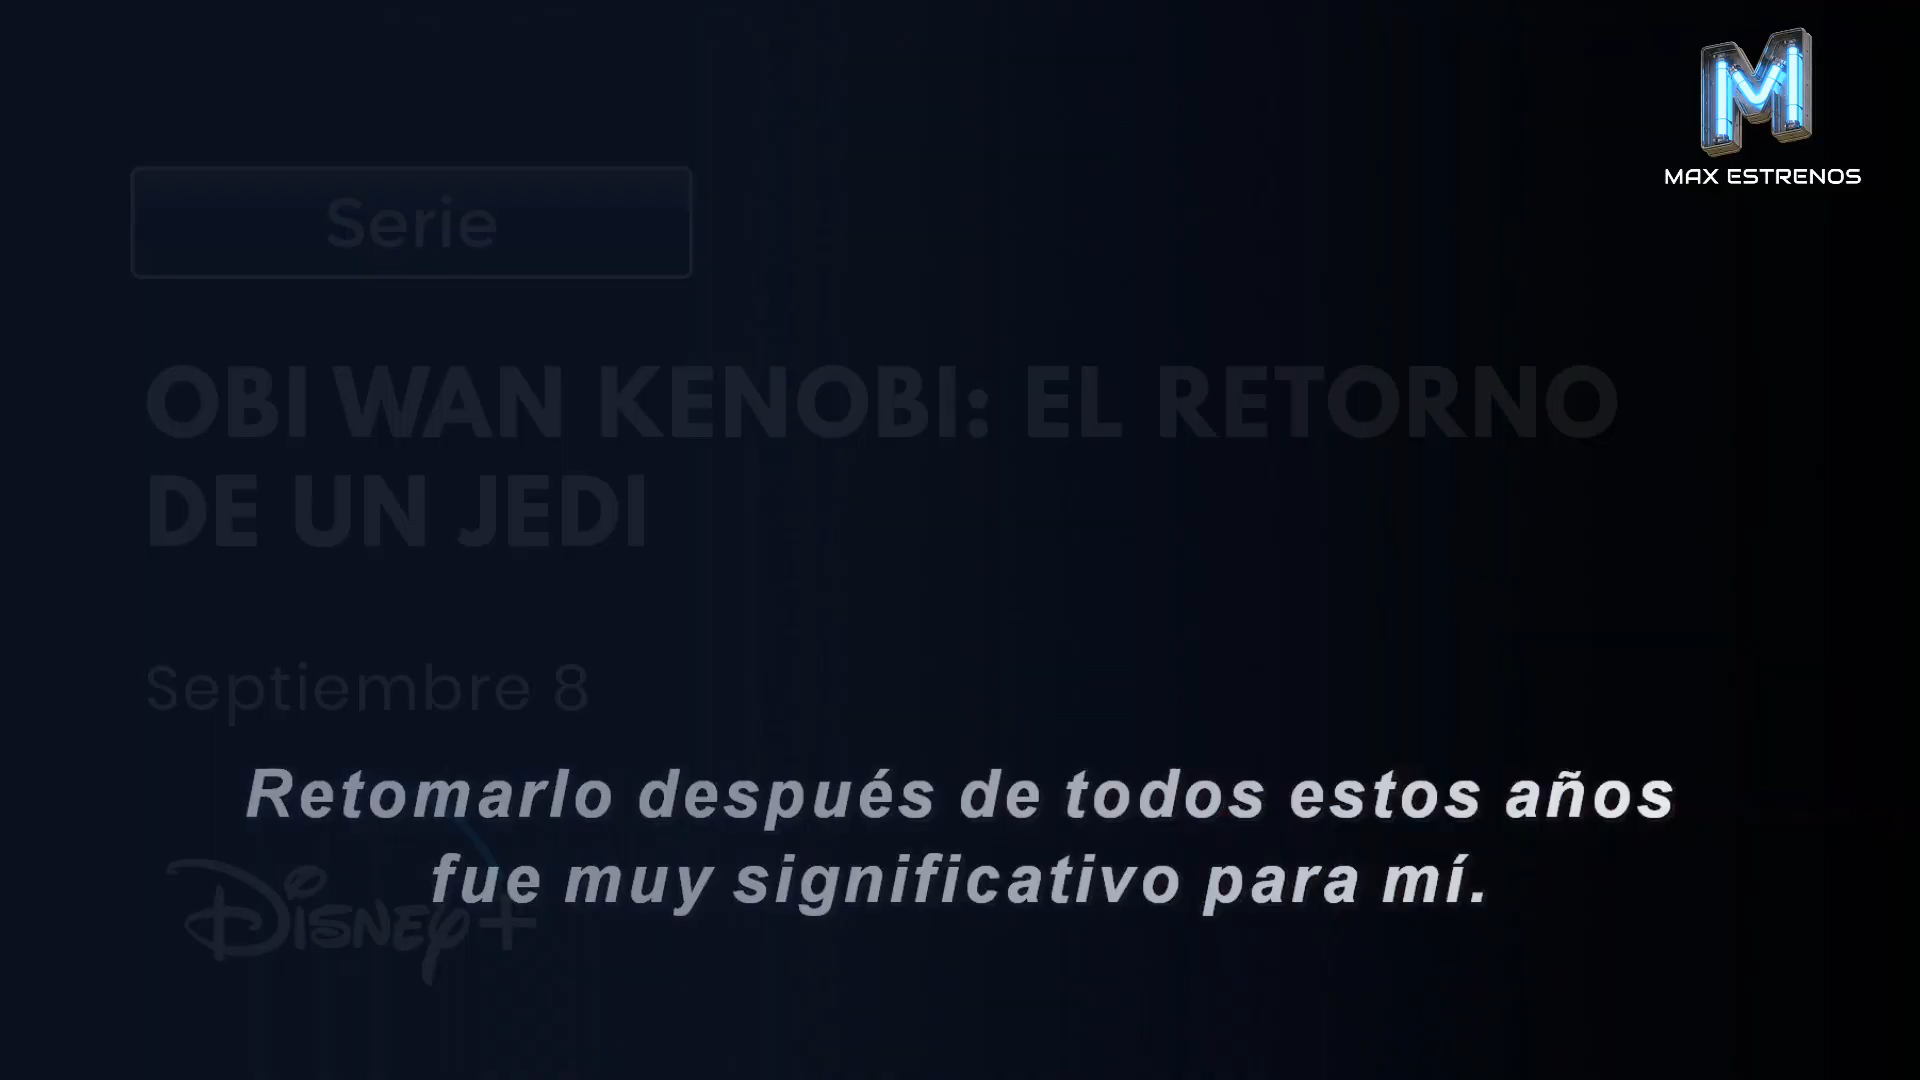 M
MAX ESTRENOS
Serie
OBI WAN KENOBI: EL RETORNO
DE UN JEDI
Septiembre 8
Retomarlo después de todos estos años
fue muy significativo para mí.
Disney+